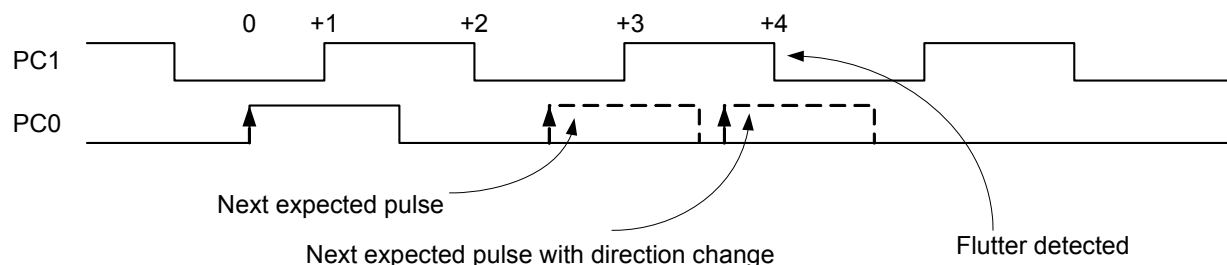 0 +1 +2 +3 +4
PC1
PC0
Next expected pulse
Next expected pulse with direction change
Flutter detected